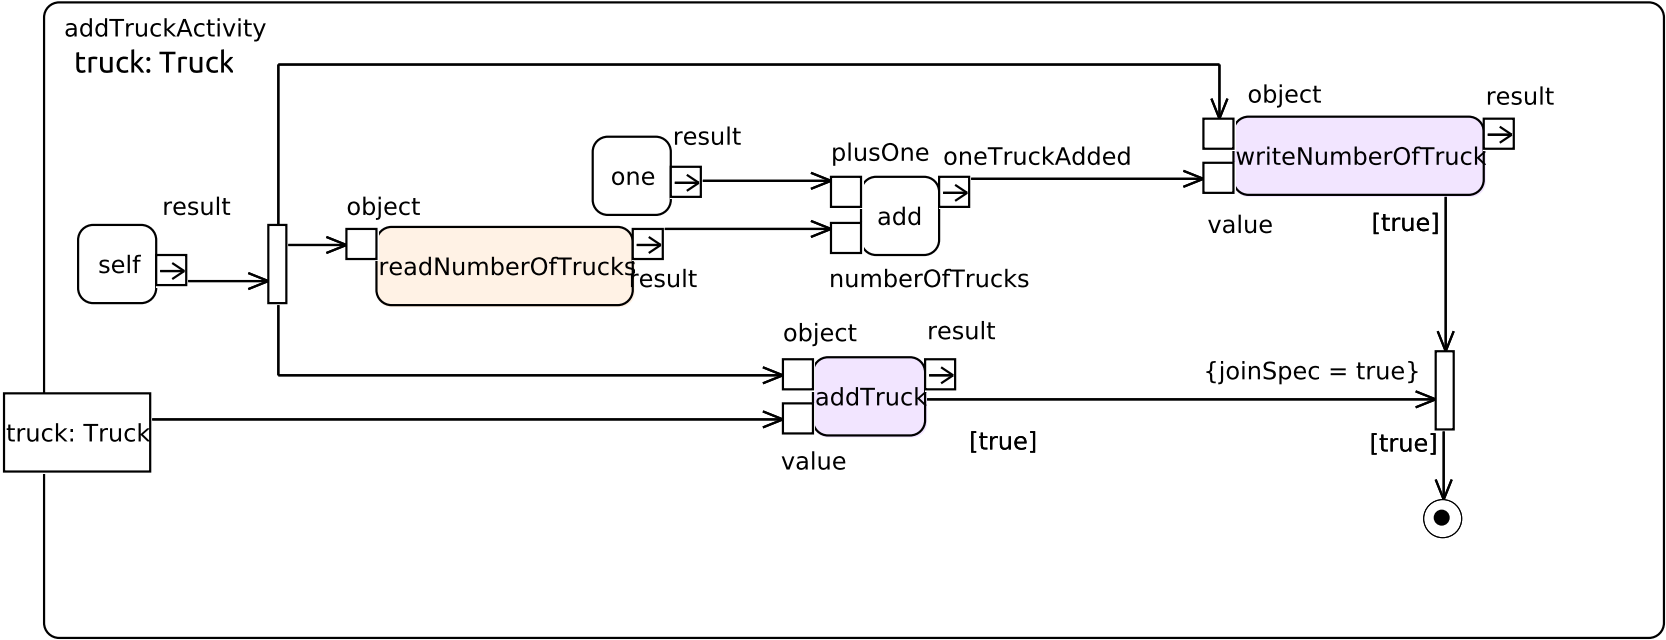 addTruckActivity
truck: Truck
object
result
result
plusOne
oneTruckAdded
writeNumberOfTruck
one
result
object
add
value
[true]
self
readNumberOfTrucks
result
numberOfTrucks
object
result
{joinSpec = true}
addTruck
truck: Truck
[true]
[true]
value